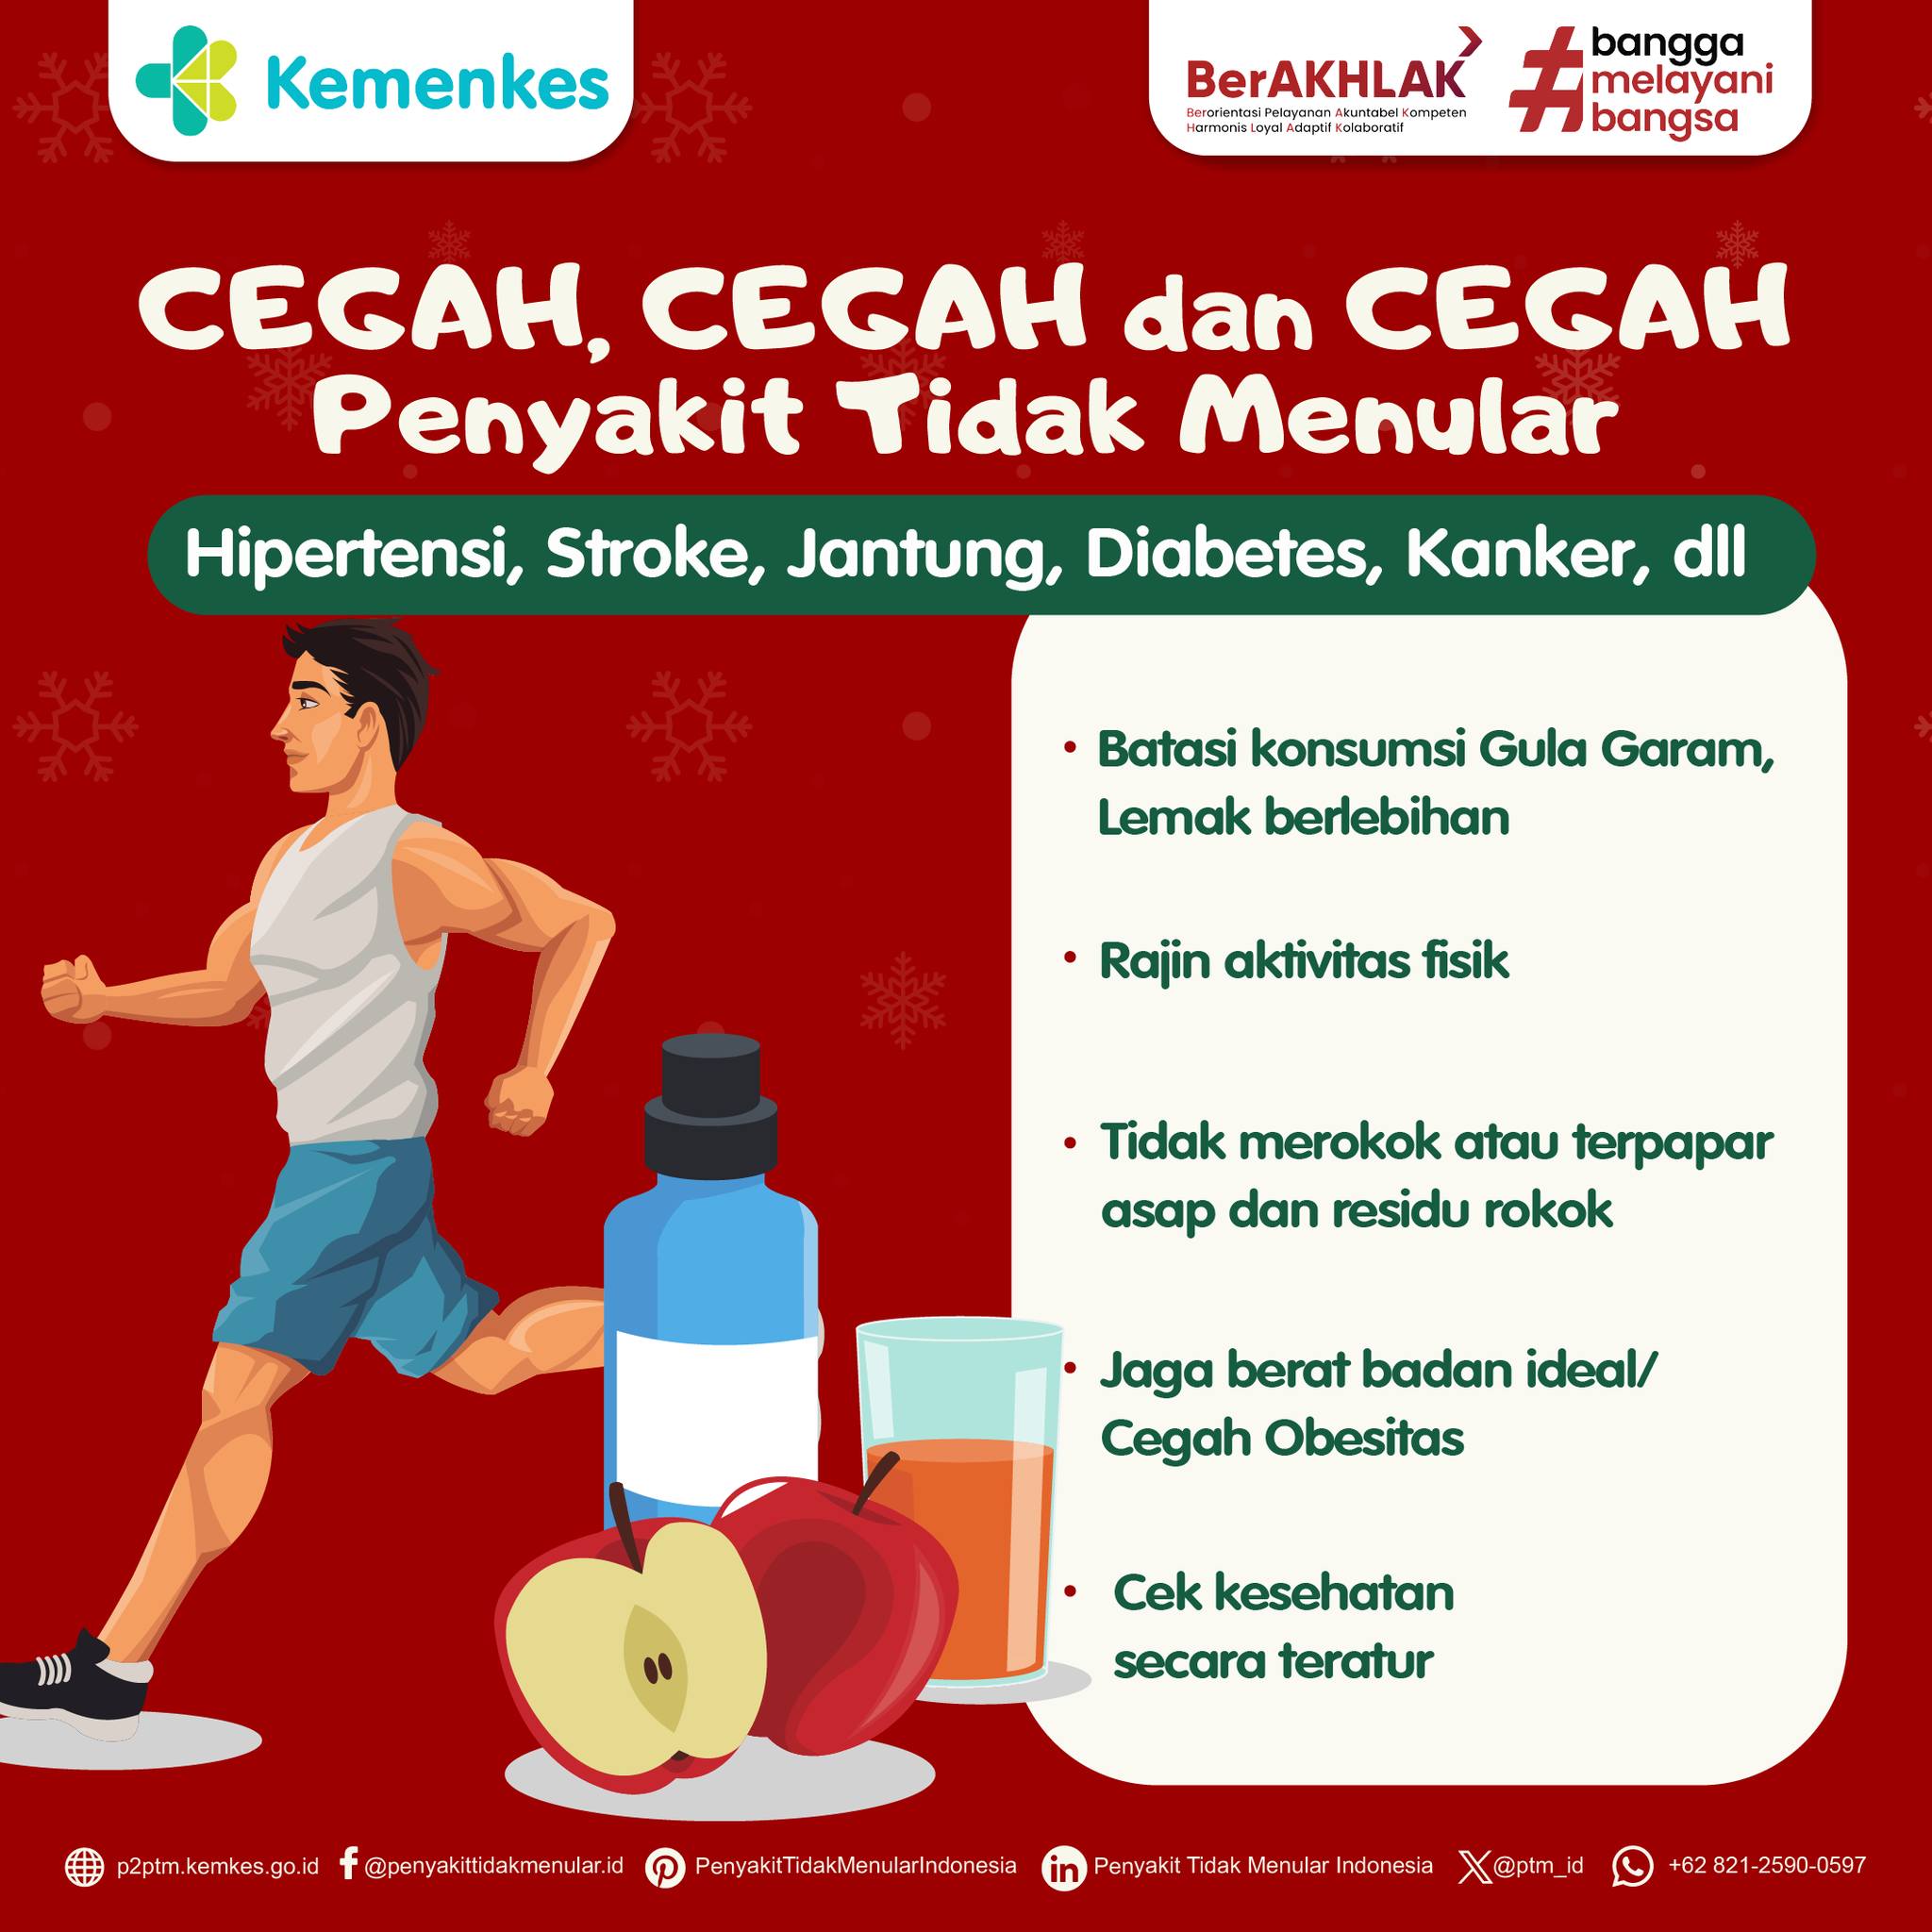 Kemenkes
BerAKHLAK
Berorientasi Pelayanan Akuntabel Kompeten
Harmonis Loyal Adaptif Kolaboratif
#bangga
melayani
bangsa
CEGAH, CEGAH dan CEGAH
Penyakit Tidak Menular
Hipertensi, Stroke, Jantung, Diabetes, Kanker, dll
• Batasi konsumsi Gula Garam,
Lemak berlebihan
• Rajin aktivitas fisik
• Tidak merokok atau terpapar
asap dan residu rokok
• Jaga berat badan ideal/
Cegah Obesitas
• Cek kesehatan
secara teratur
p2ptm.kemkes.go.id @penyakittidakmenular.id PenyakitTidakMenularIndonesia Penyakit Tidak Menular Indonesia @ptm_id +62 821-2590-0597